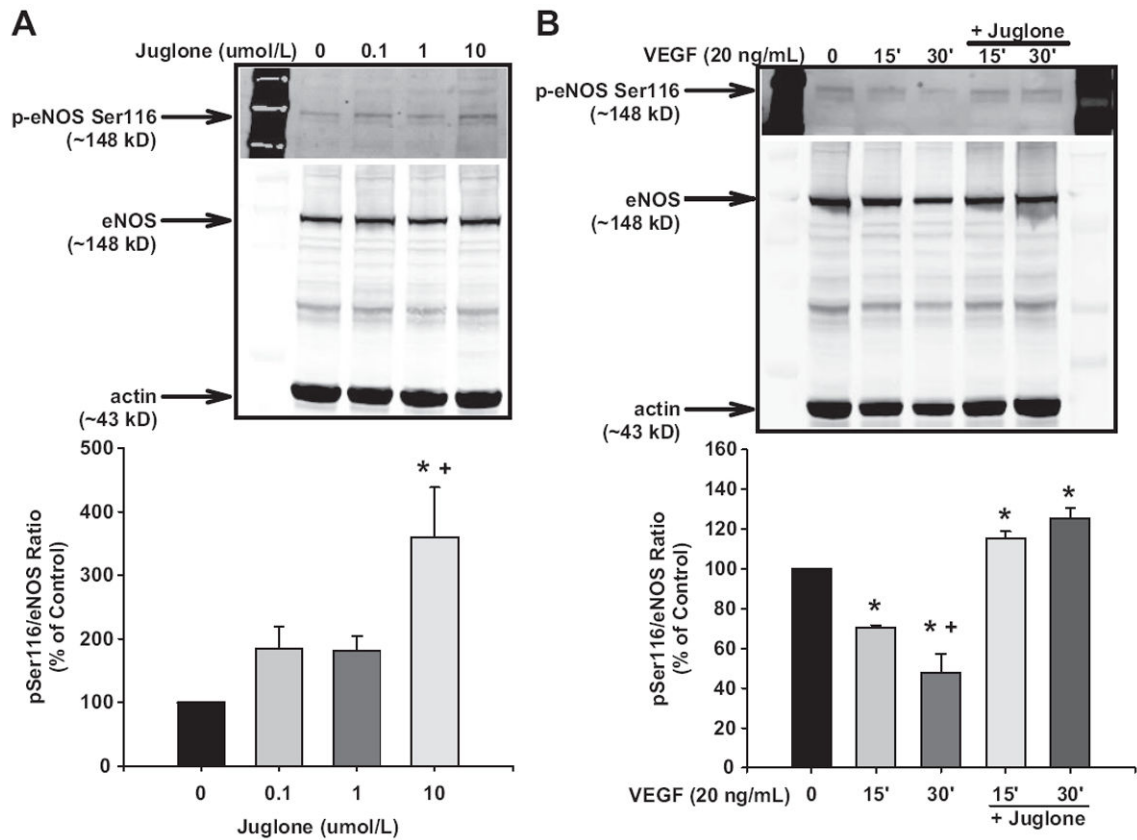 A
Juglone (umol/L) 0 0.1 1 10
p-eNOS Ser116
(~148 kD)
eNOS
(~148 kD)
actin
(~43 kD)
500
400
300
200
100
0
pSer116/eNOS Ratio
(% of Control)
* +
0 0.1 1 10
Juglone (umol/L)
B
+ Juglone
VEGF (20 ng/mL) 0 15' 30' 15' 30'
p-eNOS Ser116
(~148 kD)
eNOS
(~148 kD)
actin
(~43 kD)
160
140
120
100
80
60
40
20
0
pSer116/eNOS Ratio
(% of Control)
*
* +
*
*
VEGF (20 ng/mL) 0 15' 30' 15' 30'
+ Juglone